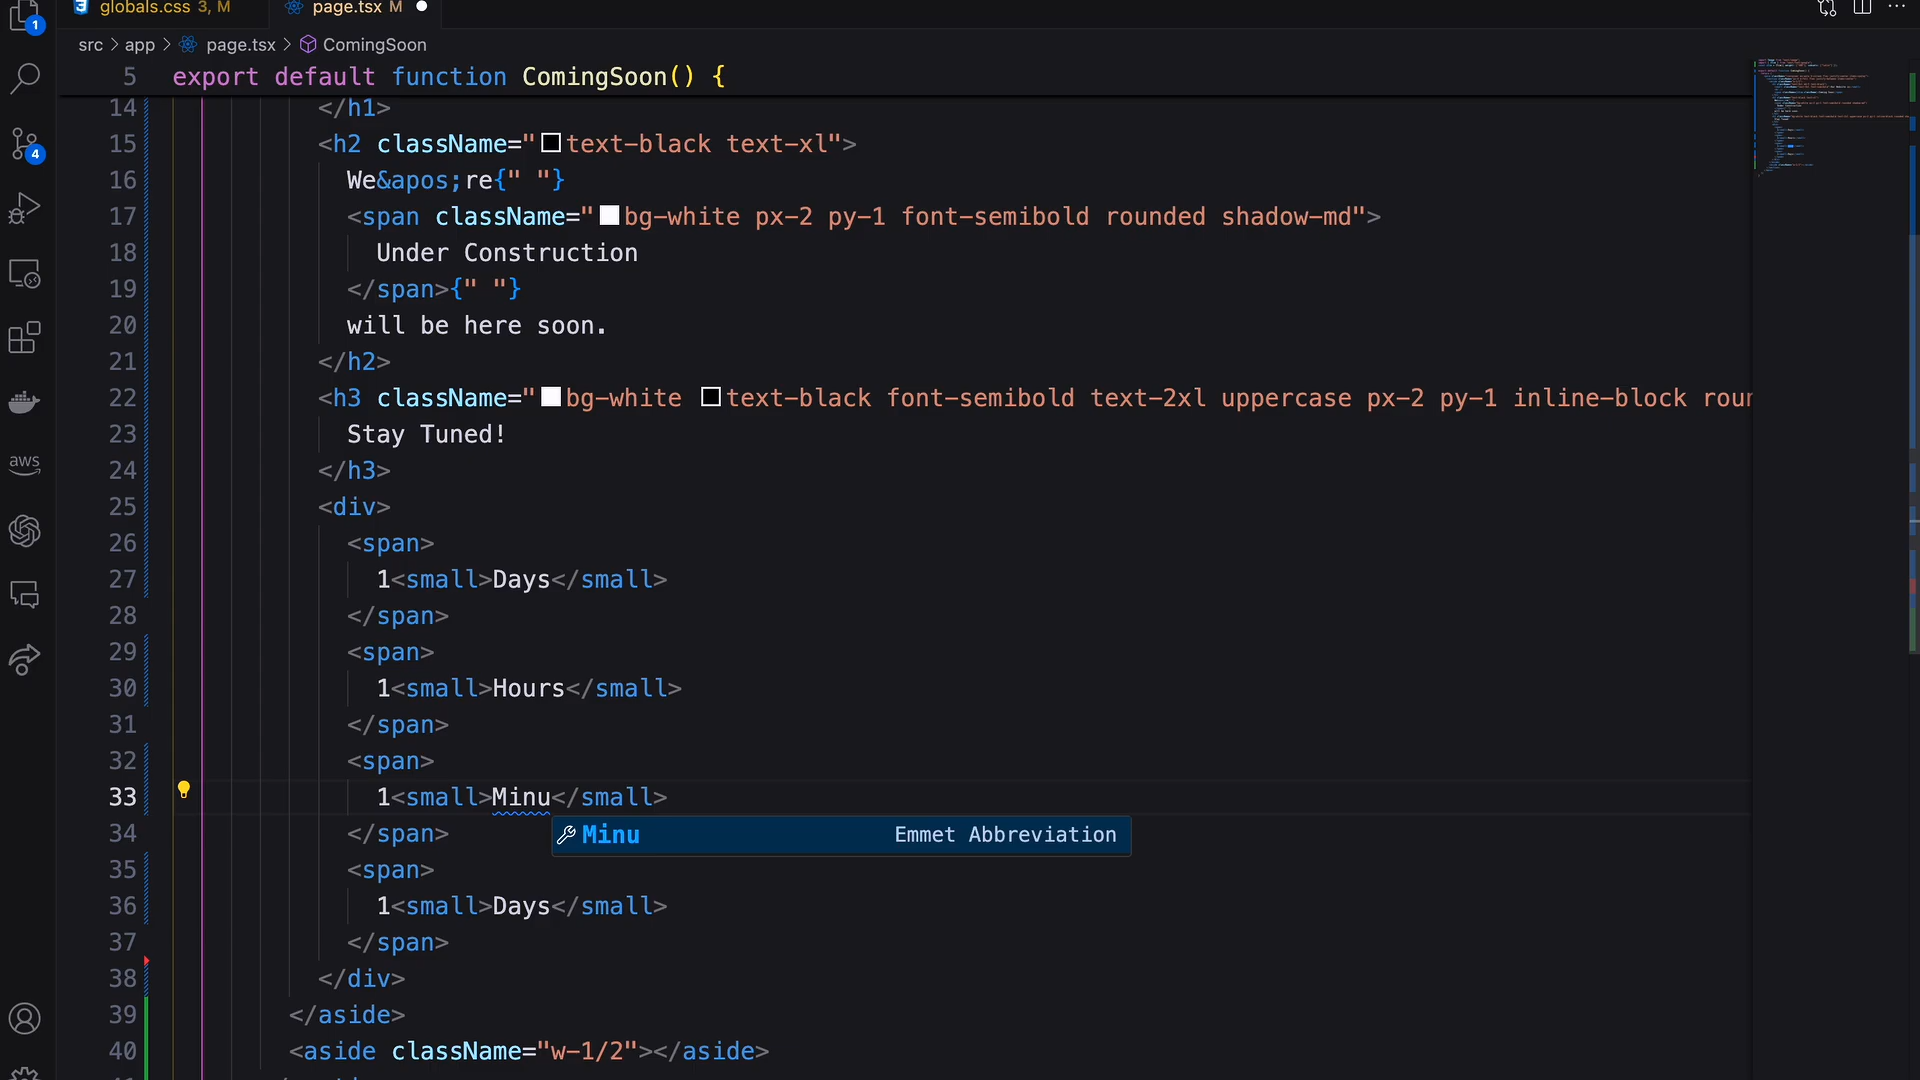 globals.css 3, M page.tsx M
1
src > app > page.tsx > ComingSoon
5 export default function ComingSoon() {
14 </h1>
15 <h2 className="text-black text-xl">
16 We&apos;re{" "}
17 <span className="bg-white px-2 py-1 font-semibold rounded shadow-md">
18 Under Construction
19 </span>{" "}
20 will be here soon.
21 </h2>
22 <h3 className="bg-white text-black font-semibold text-2xl uppercase px-2 py-1 inline-block roun
23 Stay Tuned!
24 </h3>
25 <div>
26 <span>
27 1<small>Days</small>
28 </span>
29 <span>
30 1<small>Hours</small>
31 </span>
32 <span>
33 1<small>Minu</small>
34 </span>
Minu Emmet Abbreviation
35 <span>
36 1<small>Days</small>
37 </span>
38 </div>
39 </aside>
40 <aside className="w-1/2"></aside>
4
aws